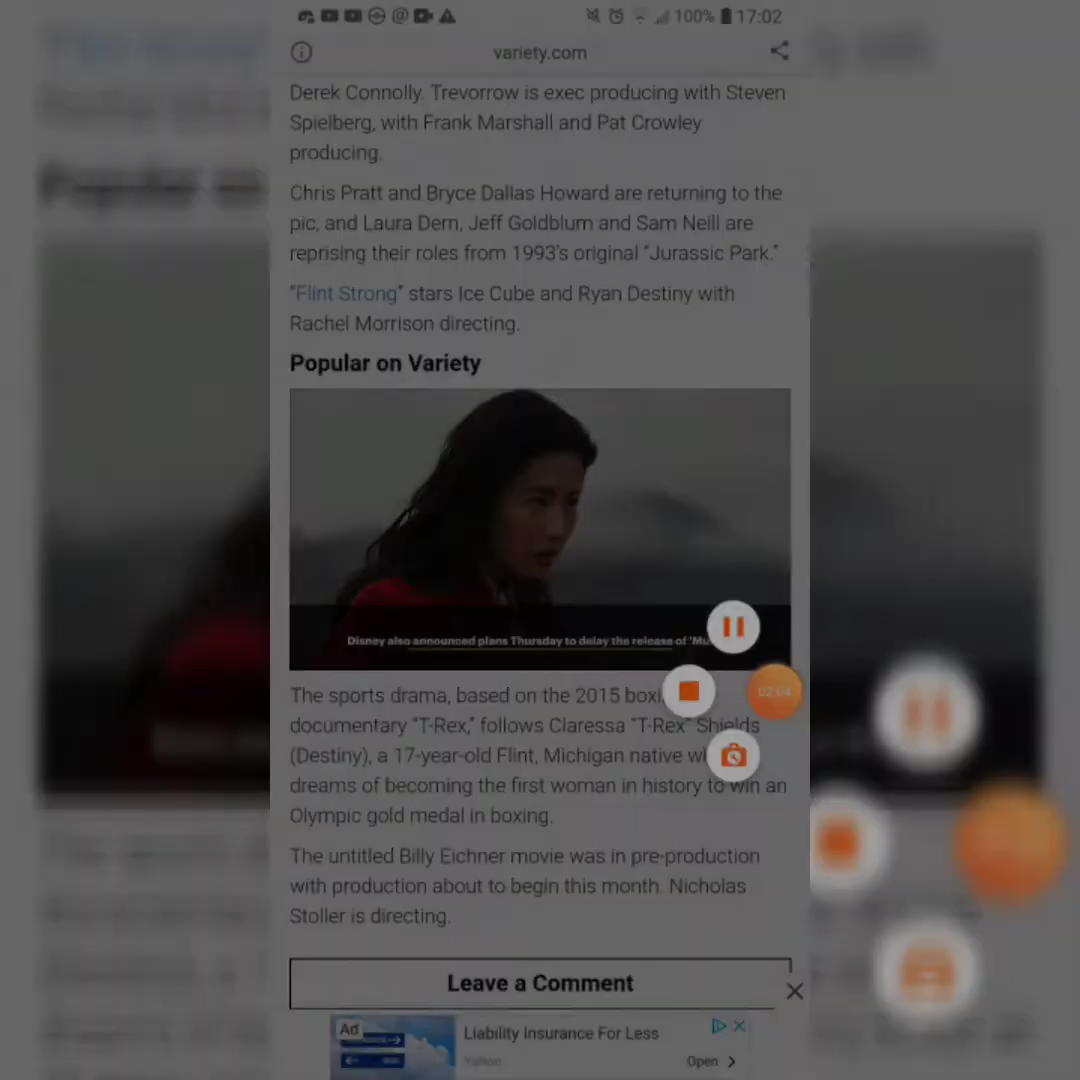 100% 17:02
variety.com
Derek Connolly. Trevorrow is exec producing with Steven
Spielberg, with Frank Marshall and Pat Crowley
producing.
Chris Pratt and Bryce Dallas Howard are returning to the
pic, and Laura Dern, Jeff Goldblum and Sam Neill are
reprising their roles from 1993's original “Jurassic Park.”
“Flint Strong” stars Ice Cube and Ryan Destiny with
Rachel Morrison directing.
Popular on Variety
Disney also announced plans Thursday to delay the release of 'Mu
The sports drama, based on the 2015 boxi
02:04
documentary “T-Rex,” follows Claressa “T-Rex” Shields
(Destiny), a 17-year-old Flint, Michigan native w
dreams of becoming the first woman in history to win an
Olympic gold medal in boxing.
The untitled Billy Eichner movie was in pre-production
with production about to begin this month. Nicholas
Stoller is directing.
Leave a Comment
Ad
Liability Insurance For Less
Open